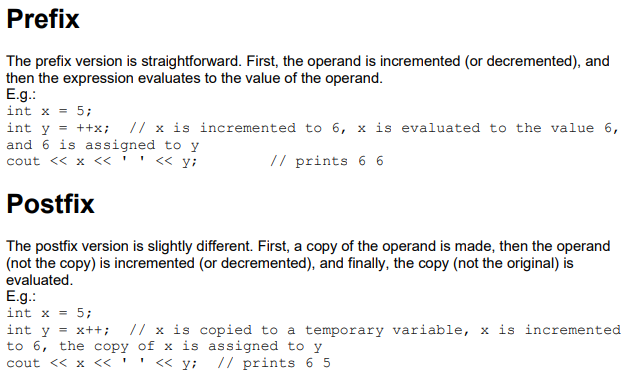 Prefix
The prefix version is straightforward. First, the operand is incremented (or decremented), and
then the expression evaluates to the value of the operand.
E.g.:
int x = 5;
int y = ++x;  // x is incremented to 6, x is evaluated to the value 6,
and 6 is assigned to y
cout << x << ' ' << y;         // prints 6 6
Postfix
The postfix version is slightly different. First, a copy of the operand is made, then the operand
(not the copy) is incremented (or decremented), and finally, the copy (not the original) is
evaluated.
E.g.:
int x = 5;
int y = x++;  // x is copied to a temporary variable, x is incremented
to 6, the copy of x is assigned to y
cout << x << ' ' << y;  // prints 6 5